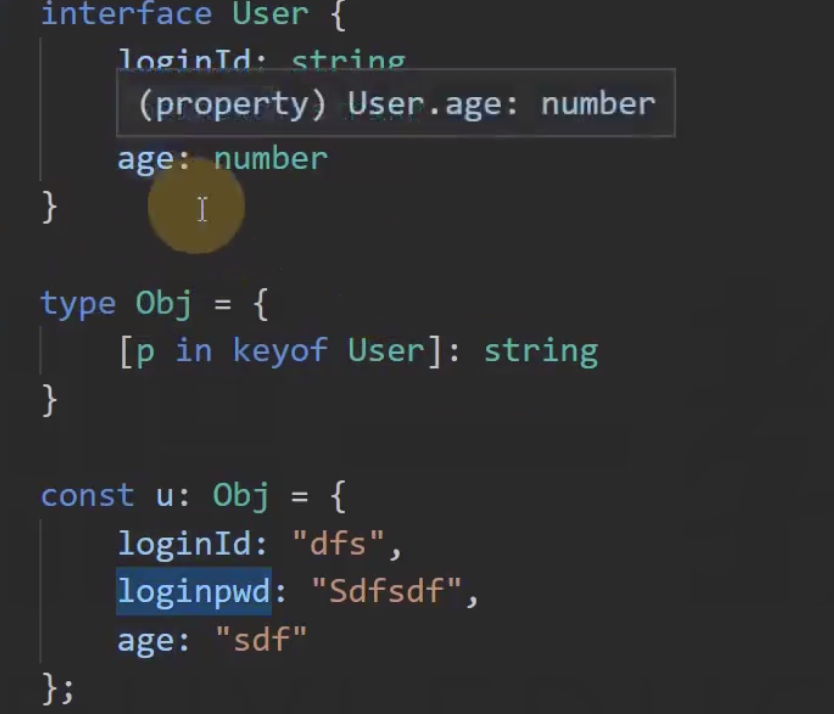 interface User {
loginId: string
(property) User.age: number
age: number
}
type Obj = {
[p in keyof User]: string
}
const u: Obj = {
loginId: "dfs",
loginpwd: "Sdfsdf",
age: "sdf"
};